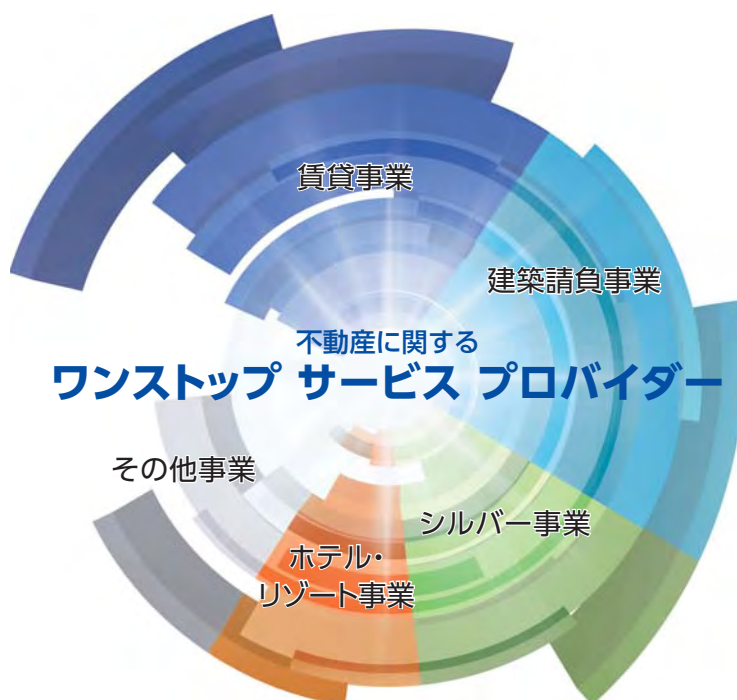 賃貸事業
建築請負事業
不動産に関する
ワンストップ サービス プロバイダー
その他事業
シルバー事業
ホテル・
リゾート事業